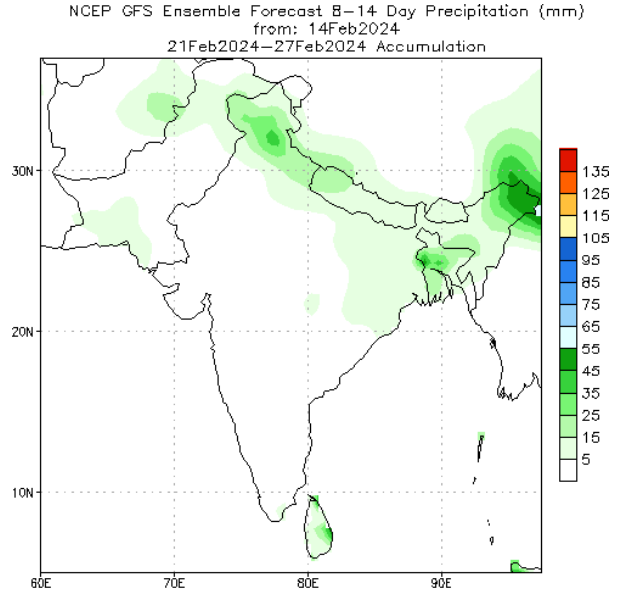 NCEP GFS Ensemble Forecast 8-14 Day Precipitation (mm)
from: 14Feb2024
21Feb2024-27Feb2024 Accumulation
30N
20N
10N
60E
70E
80E
90E
135
125
115
105
95
85
75
65
55
45
35
25
15
5